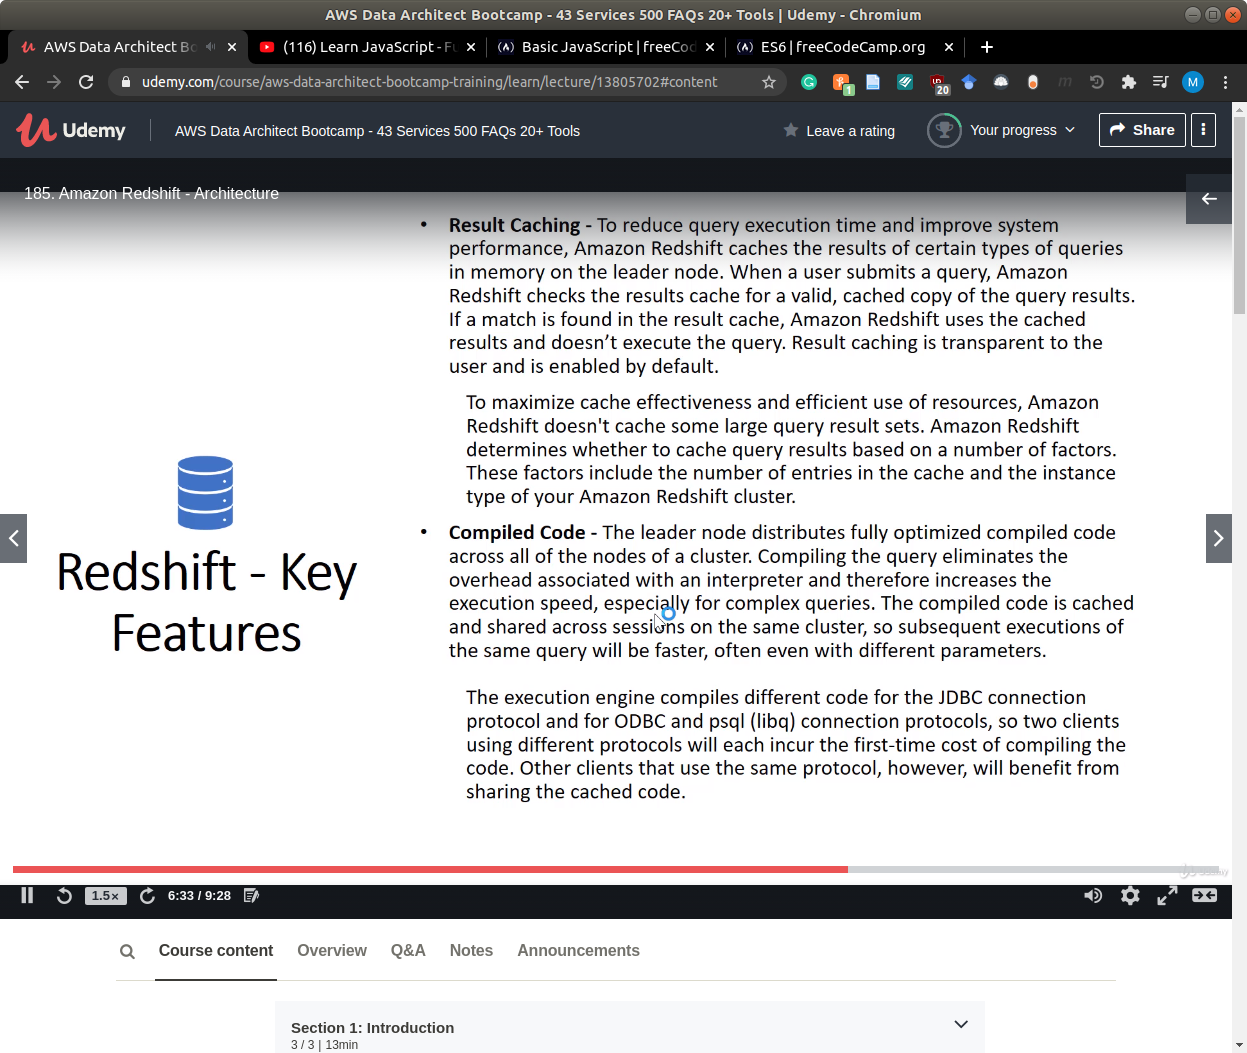 AWS Data Architect Bootcamp - 43 Services 500 FAQs 20+ Tools | Udemy - Chromium
AWS Data Architect Bo
(116) Learn JavaScript - Fu
Basic JavaScript | freeCod
ES6 | freeCodeCamp.org
udemy.com/course/aws-data-architect-bootcamp-training/learn/lecture/13805702#content
1
20
M
Udemy
AWS Data Architect Bootcamp - 43 Services 500 FAQs 20+ Tools
Leave a rating
Your progress
Share
185. Amazon Redshift - Architecture
Redshift - Key
Features
• Result Caching - To reduce query execution time and improve system
performance, Amazon Redshift caches the results of certain types of queries
in memory on the leader node. When a user submits a query, Amazon
Redshift checks the results cache for a valid, cached copy of the query results.
If a match is found in the result cache, Amazon Redshift uses the cached
results and doesn’t execute the query. Result caching is transparent to the
user and is enabled by default.
To maximize cache effectiveness and efficient use of resources, Amazon
Redshift doesn't cache some large query result sets. Amazon Redshift
determines whether to cache query results based on a number of factors.
These factors include the number of entries in the cache and the instance
type of your Amazon Redshift cluster.
• Compiled Code - The leader node distributes fully optimized compiled code
across all of the nodes of a cluster. Compiling the query eliminates the
overhead associated with an interpreter and therefore increases the
execution speed, especially for complex queries. The compiled code is cached
and shared across sessions on the same cluster, so subsequent executions of
the same query will be faster, often even with different parameters.
The execution engine compiles different code for the JDBC connection
protocol and for ODBC and psql (libq) connection protocols, so two clients
using different protocols will each incur the first-time cost of compiling the
code. Other clients that use the same protocol, however, will benefit from
sharing the cached code.
Udemy
1.5×
6:33 / 9:28
Course content
Overview
Q&A
Notes
Announcements
Section 1: Introduction
3 / 3 | 13min